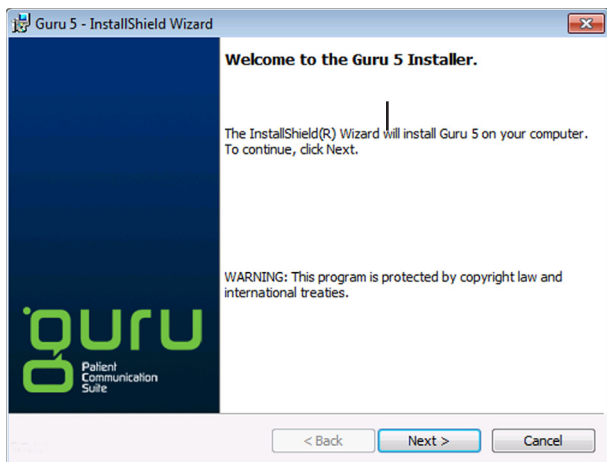 Guru 5 - InstallShield Wizard
Welcome to the Guru 5 Installer.
The InstallShield(R) Wizard will install Guru 5 on your computer.
To continue, click Next.
WARNING: This program is protected by copyright law and
international treaties.
guru
Patient
Communication
Suite
< Back
Next >
Cancel